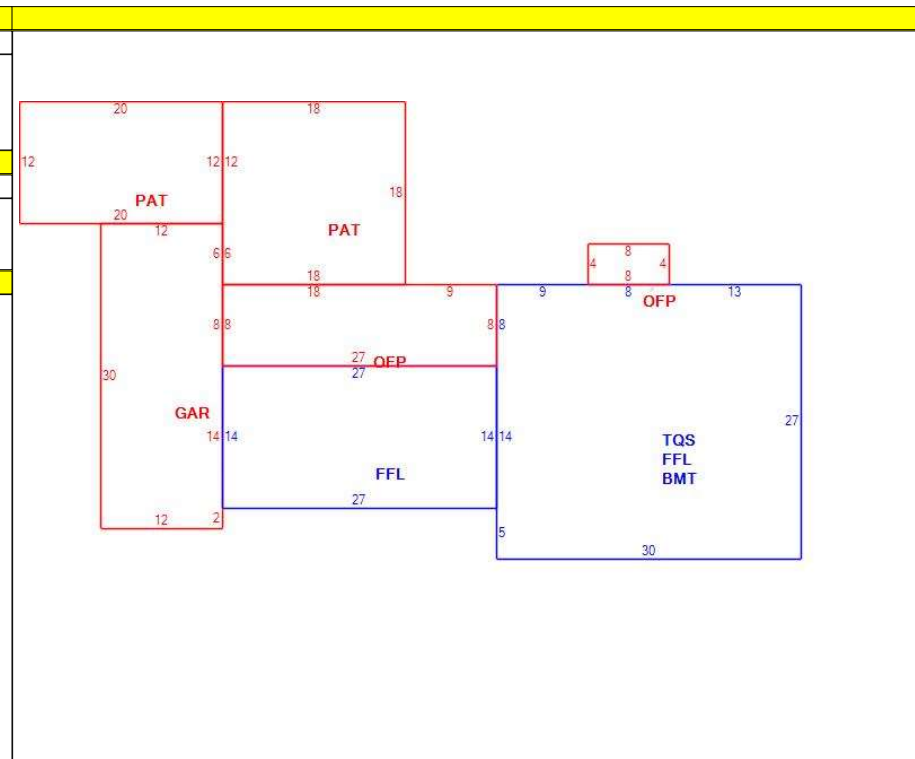 20 18
12 12 12
18
PAT
20
12
PAT
6 6
8
4 4
18 8
18 9 9 8 13
OFP
8 8 8 8
27 OFP
27
30
GAR
27
14 14 14 14
TQS
FFL
FFL
BMT
27
12 2
5
30